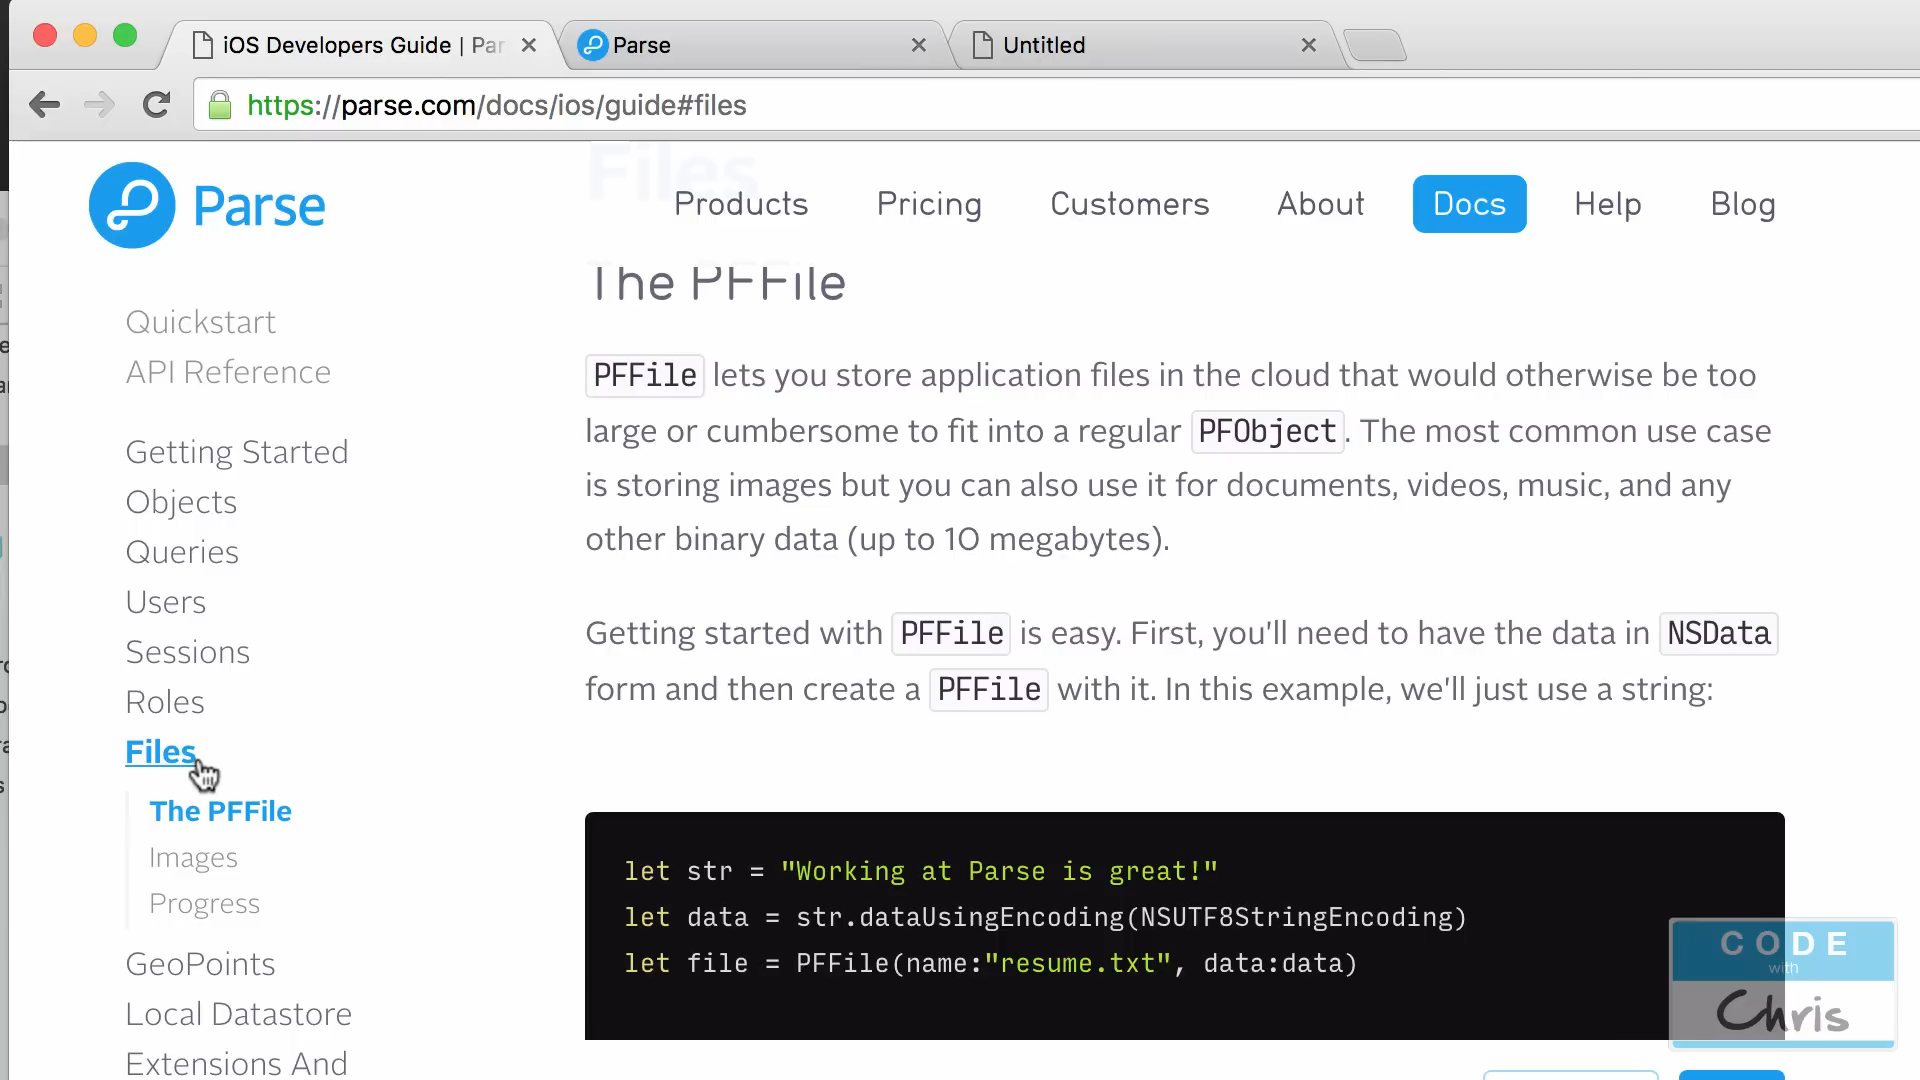 iOS Developers Guide | Par
Parse
Untitled
https://parse.com/docs/ios/guide#files
Files
Parse
Products
Pricing
Customers
About
Docs
Help
Blog
Quickstart
API Reference
Getting Started
Objects
Queries
Users
Sessions
Roles
Files
The PFFile
Images
Progress
GeoPoints
Local Datastore
Extensions And
The PFFile
PFFile lets you store application files in the cloud that would otherwise be too
large or cumbersome to fit into a regular PFObject. The most common use case
is storing images but you can also use it for documents, videos, music, and any
other binary data (up to 10 megabytes).
Getting started with PFFile is easy. First, you'll need to have the data in NSData
form and then create a PFFile with it. In this example, we'll just use a string:
let str = "Working at Parse is great!"
let data = str.dataUsingEncoding(NSUTF8StringEncoding)
let file = PFFile(name:"resume.txt", data:data)
CODE
with
Chris